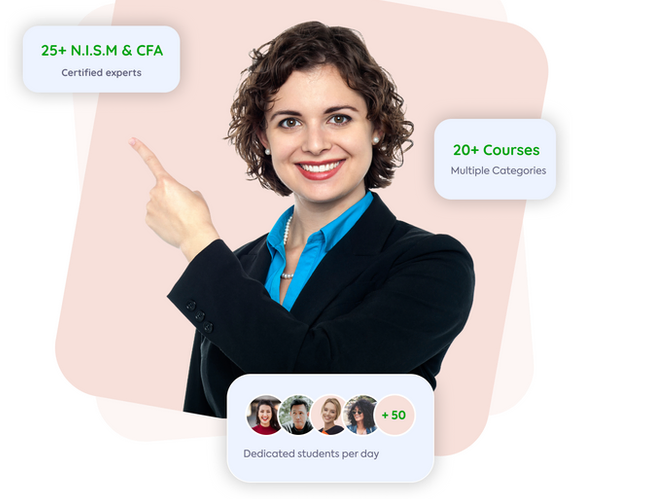 25+ N.I.S.M & CFA
Certified experts
20+ Courses
Multiple Categories
+ 50
Dedicated students per day